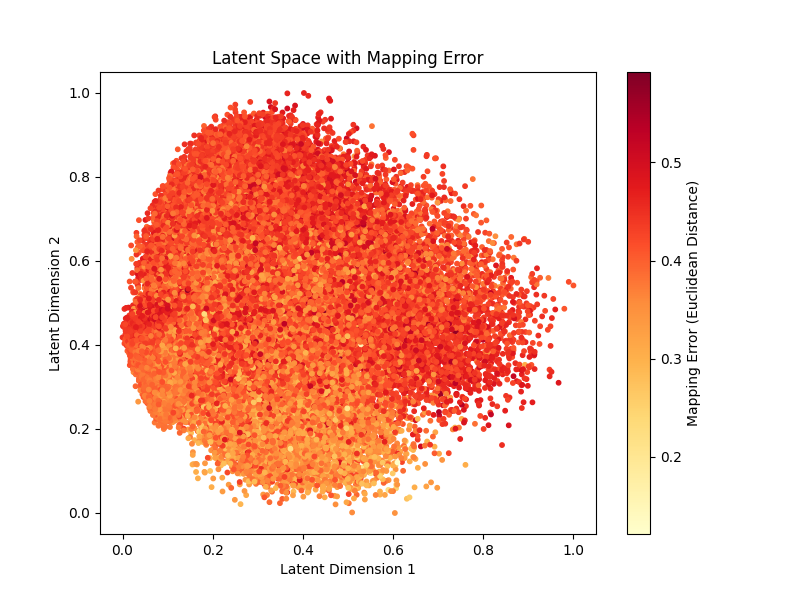 Latent Space with Mapping Error
1.0
0.8
0.6
0.4
0.2
0.0
Latent Dimension 2
0.0 0.2 0.4 0.6 0.8 1.0
Latent Dimension 1
0.5
0.4
0.3
0.2
Mapping Error (Euclidean Distance)